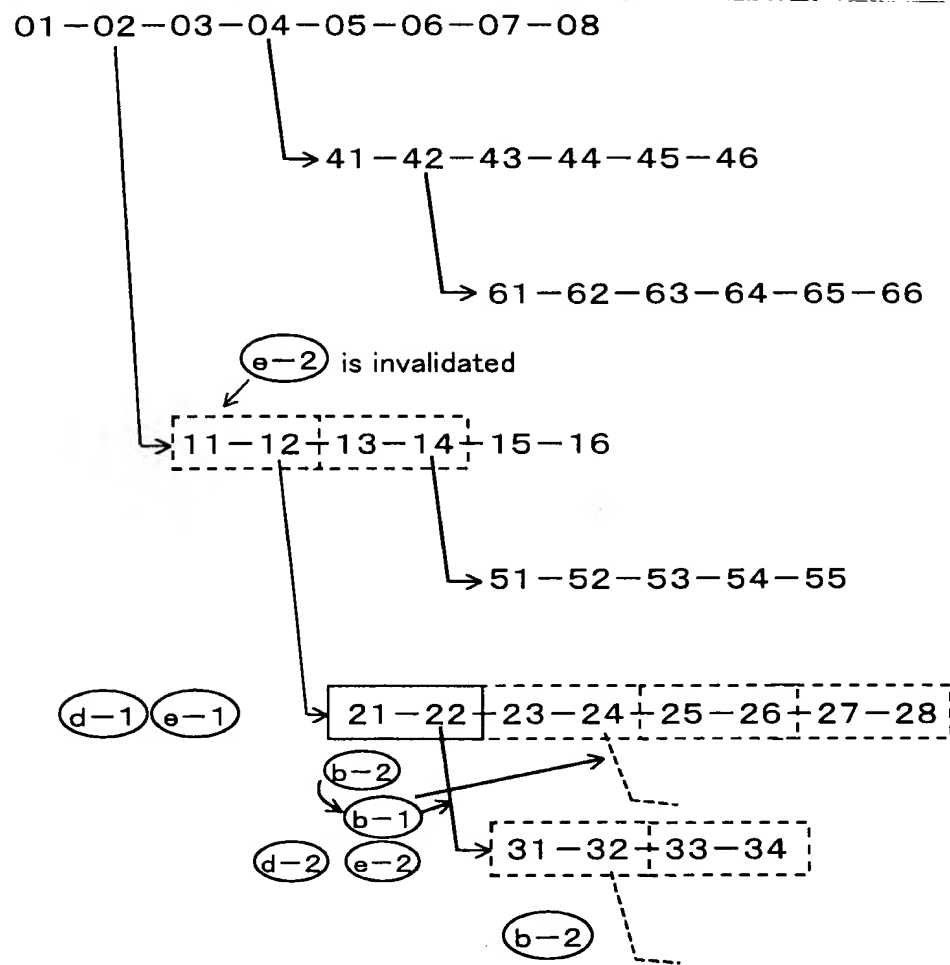 01-02-03-04-05-06-07-08
41-42-43-44-45-46
61-62-63-64-65-66
e-2 is invalidated
11-12-13-14-15-16
51-52-53-54-55
d-1 e-1 21-22-23-24-25-26-27-28
b-2
b-1
d-2 e-2 31-32-33-34
b-2